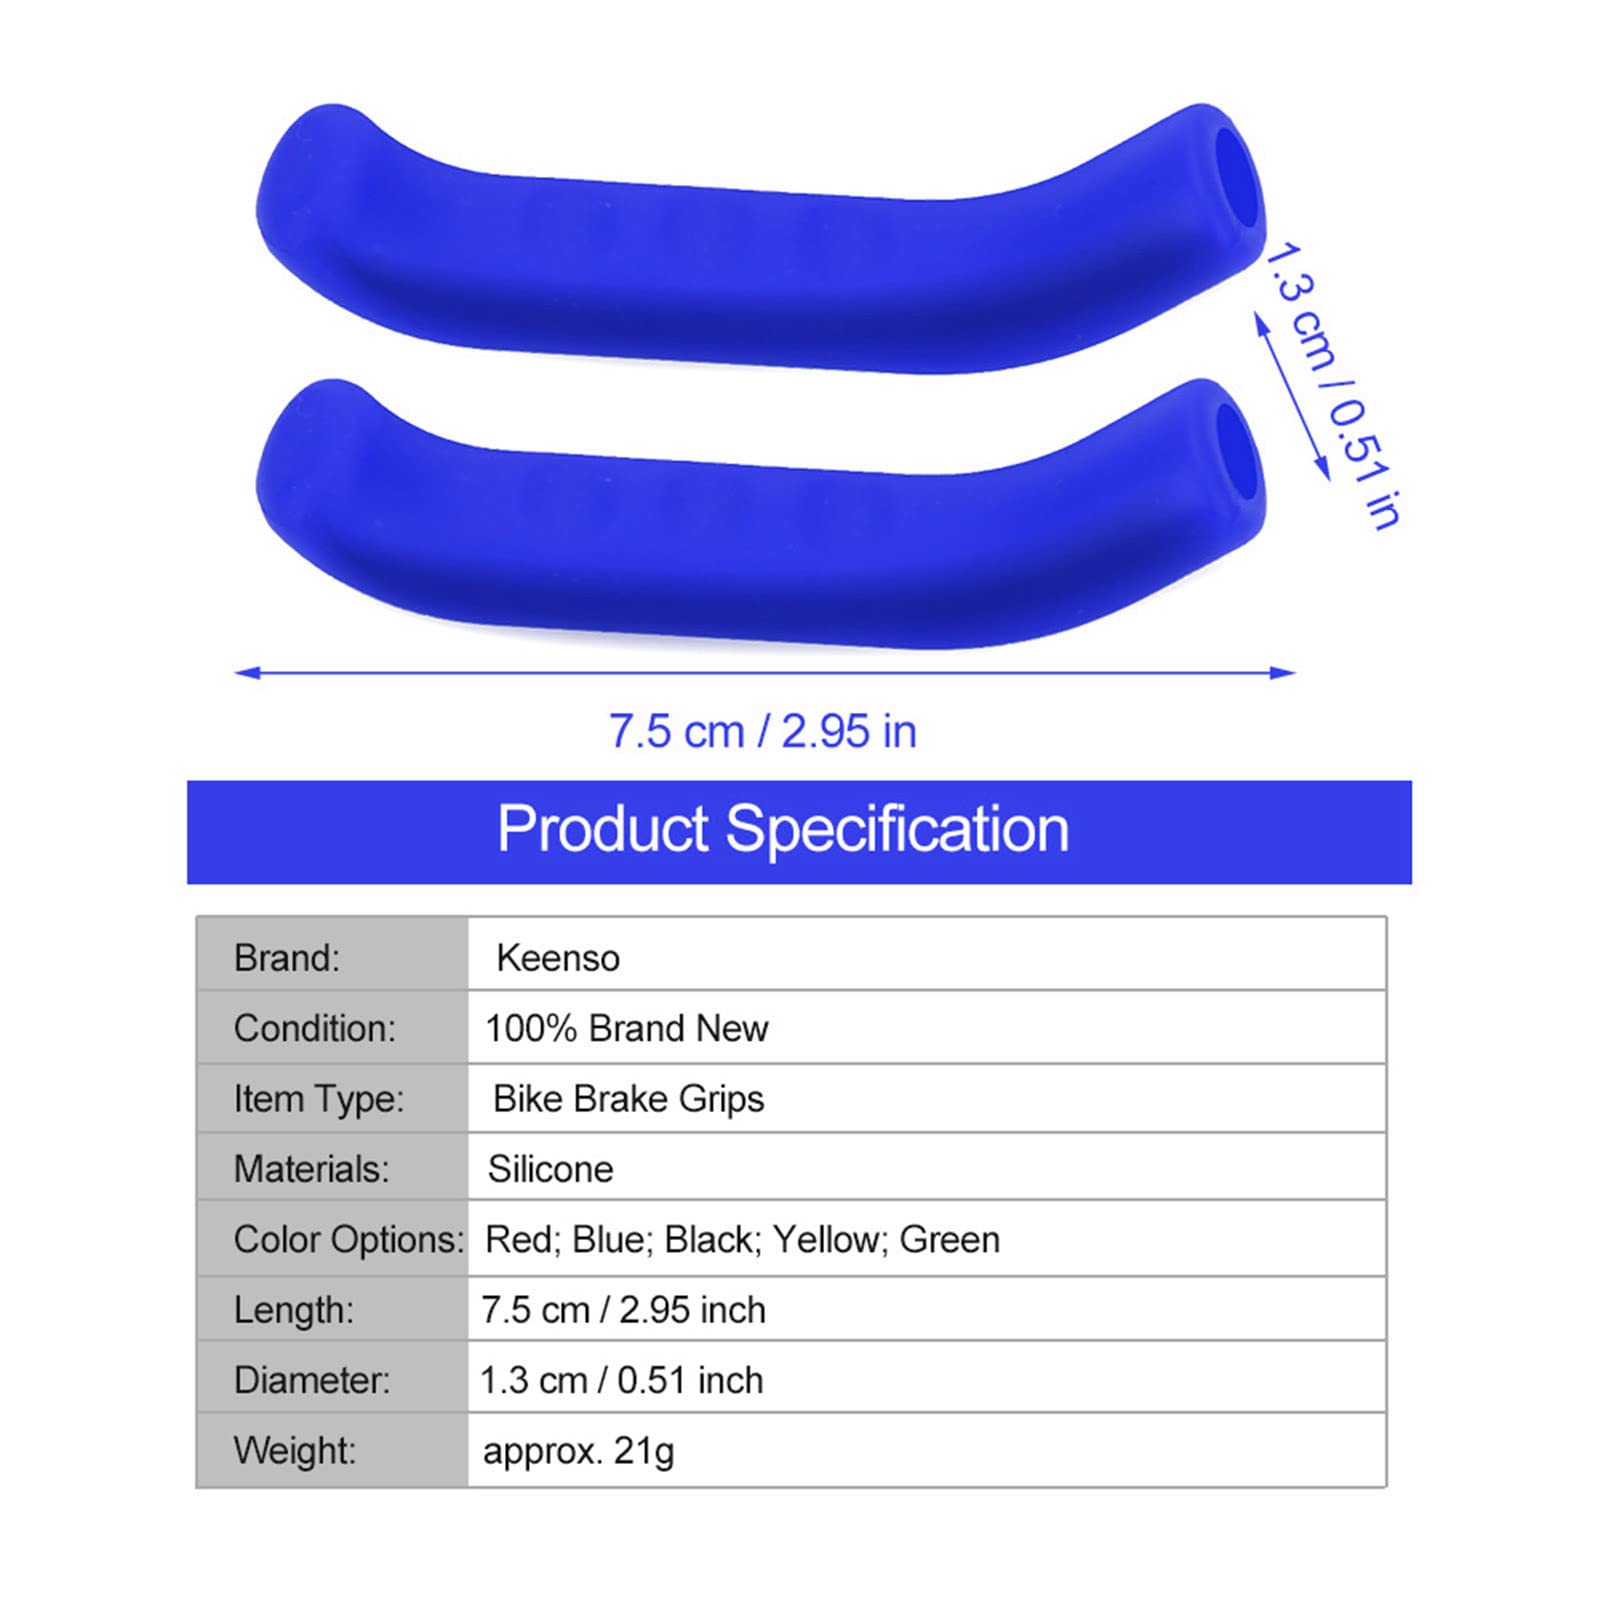 1.3 cm / 0.51 in
7.5 cm / 2.95 in
Product Specification
Brand: Keenso
Condition: 100% Brand New
Item Type: Bike Brake Grips
Materials: Silicone
Color Options: Red; Blue; Black; Yellow; Green
Length: 7.5 cm / 2.95 inch
Diameter: 1.3 cm / 0.51 inch
Weight: approx. 21g